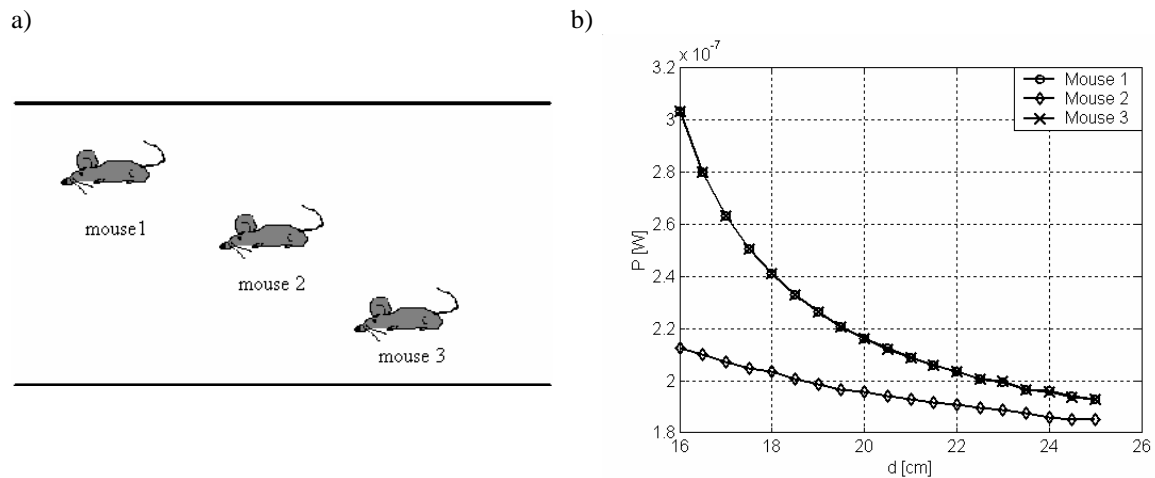 a)
mouse1
mouse 2
mouse 3
b)
x 10⁻⁷
3.2
3
2.8
2.6
2.4
2.2
2
1.8
P [W]
16
18
20
22
24
26
d [cm]
Mouse 1
Mouse 2
Mouse 3